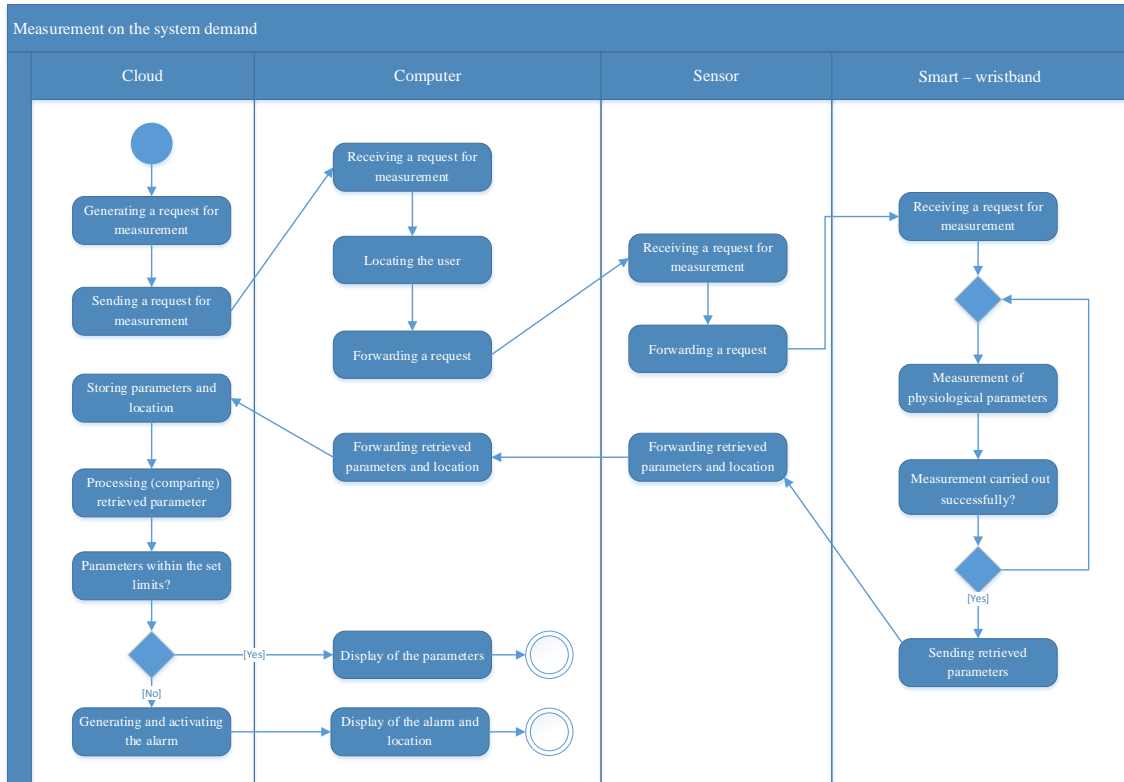 Measurement on the system demand
Cloud
Computer
Sensor
Smart – wristband
Generating a request for
measurement
Sending a request for
measurement
Storing parameters and
location
Processing (comparing)
retrieved parameter
Parameters within the set
limits?
[Yes]
[No]
Generating and activating
the alarm
Receiving a request for
measurement
Locating the user
Forwarding a request
Forwarding retrieved
parameters and location
Display of the parameters
Display of the alarm and
location
Receiving a request for
measurement
Forwarding a request
Forwarding retrieved
parameters and location
Receiving a request for
measurement
Measurement of
physiological parameters
Measurement carried out
successfully?
[Yes]
Sending retrieved
parameters